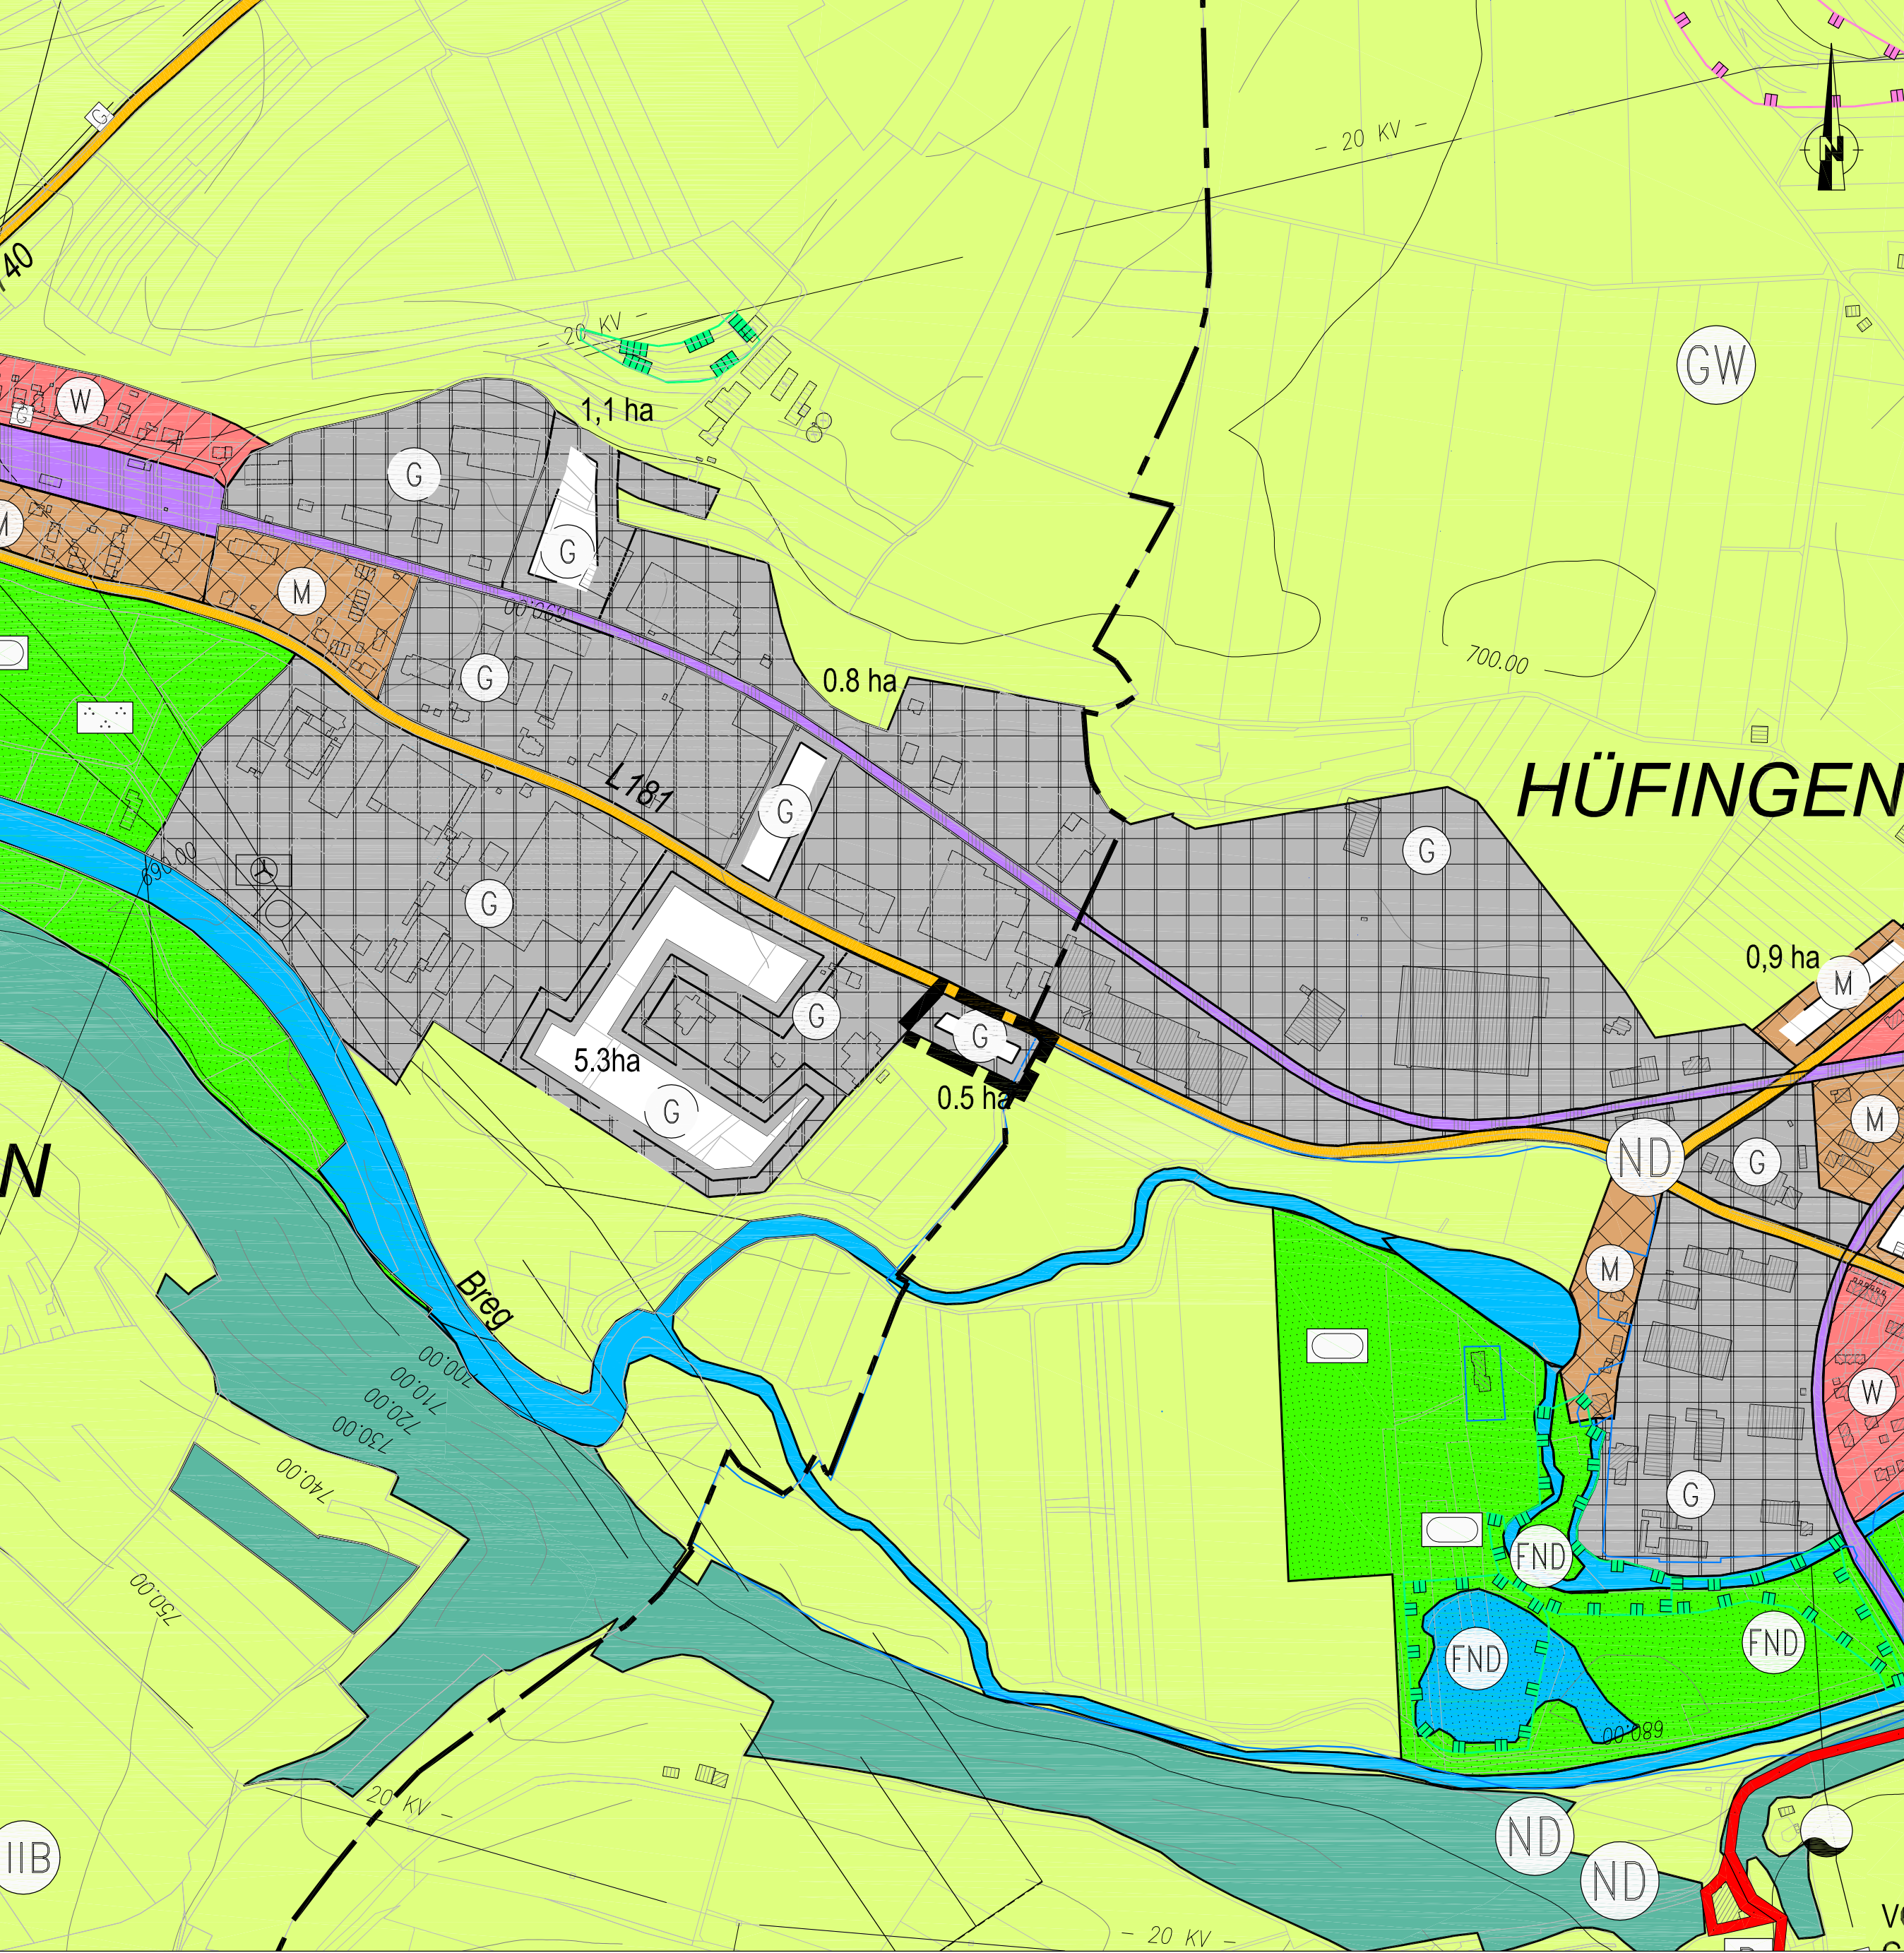 - 20 KV -
N
G
740
GW
- 20 KV -
1,1 ha
W
G
G
M
G
M
690.00
700.00
G
0.8 ha
L181
HÜFINGEN
G
G
690.00
G
0,9 ha
M
G
G
5.3ha
0.5 ha
G
M
ND
G
N
M
Breg
700.00
710.00
720.00
730.00
740.00
750.00
W
G
FND
FND
FND
680.00
- 20 KV -
IIB
ND
ND
- 20 KV -